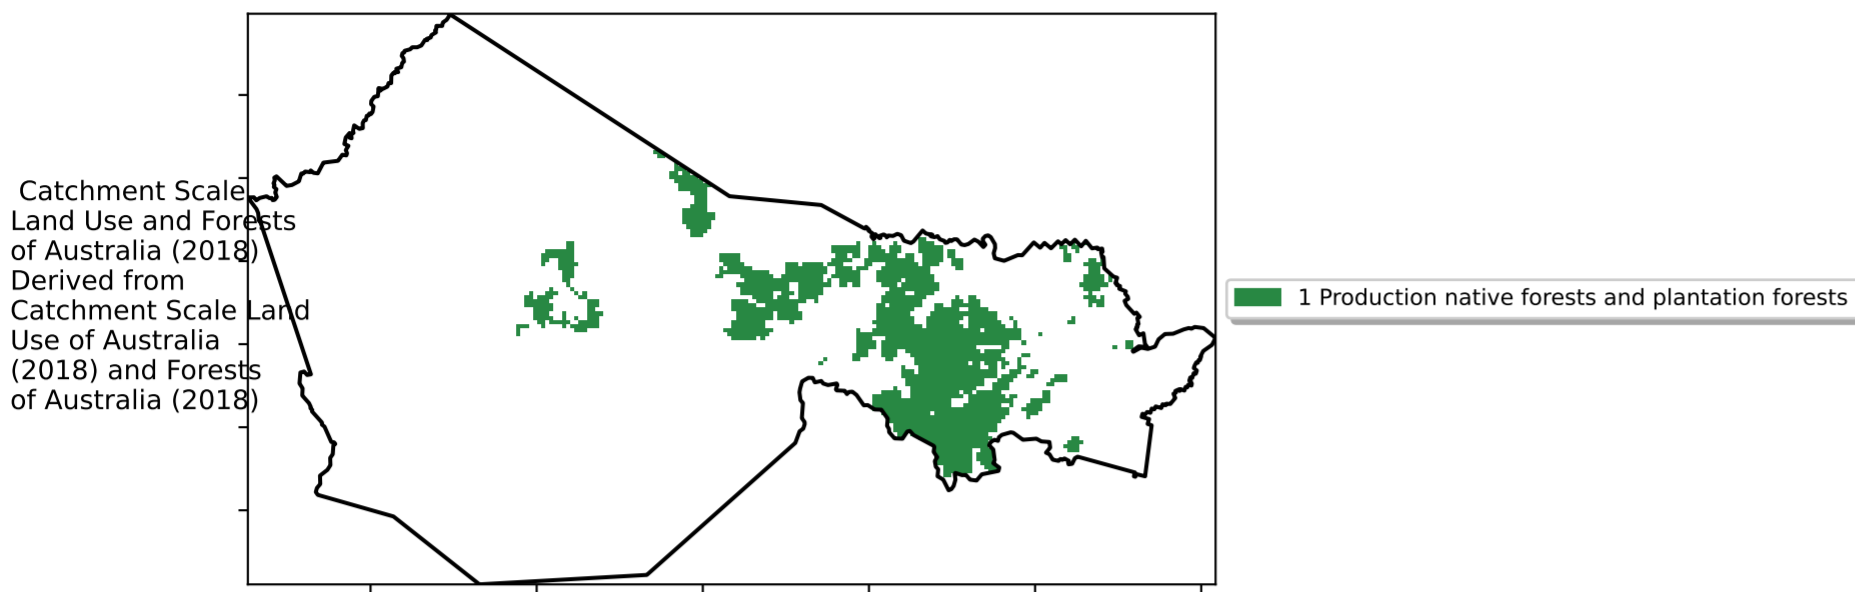 Catchment Scale
Land Use and Forests
of Australia (2018)
Derived from
Catchment Scale Land
Use of Australia
(2018) and Forests
of Australia (2018)
1 Production native forests and plantation forests